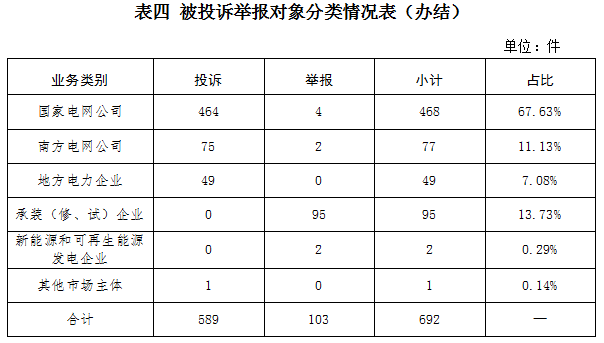 表四 被投诉举报对象分类情况表（办结）
单位：件
业务类别 投诉 举报 小计 占比
国家电网公司 464 4 468 67.63%
南方电网公司 75 2 77 11.13%
地方电力企业 49 0 49 7.08%
承装（修、试）企业 0 95 95 13.73%
新能源和可再生能源
发电企业 0 2 2 0.29%
其他市场主体 1 0 1 0.14%
合计 589 103 692 —